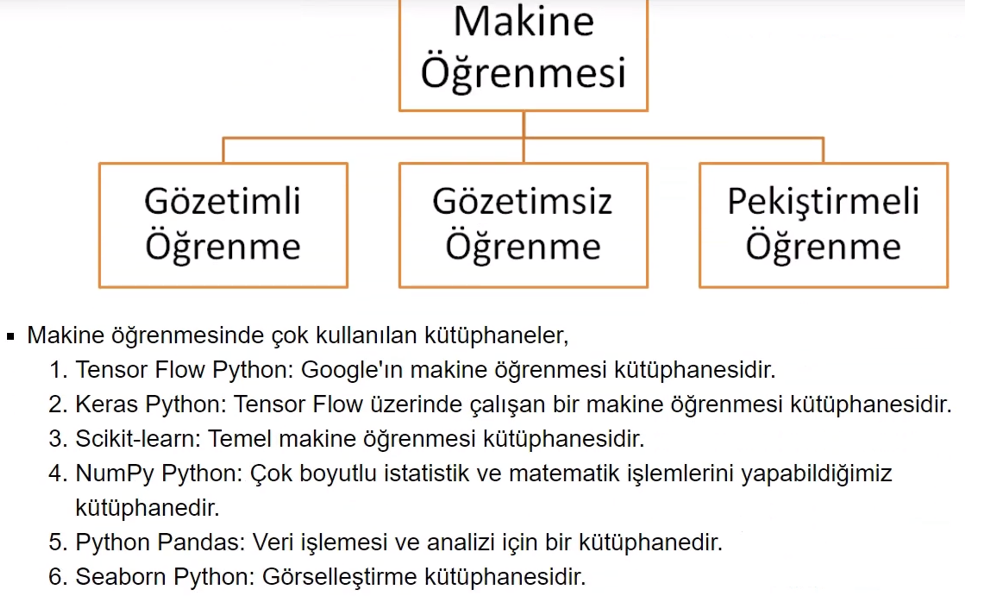 Makine
Öğrenmesi
Gözetimli
Öğrenme
Gözetimsiz
Öğrenme
Pekiştirmeli
Öğrenme
▪ Makine öğrenmesinde çok kullanılan kütüphaneler,
1. Tensor Flow Python: Google'ın makine öğrenmesi kütüphanesidir.
2. Keras Python: Tensor Flow üzerinde çalışan bir makine öğrenmesi kütüphanesidir.
3. Scikit-learn: Temel makine öğrenmesi kütüphanesidir.
4. NumPy Python: Çok boyutlu istatistik ve matematik işlemlerini yapabildiğimiz
kütüphanedir.
5. Python Pandas: Veri işlemesi ve analizi için bir kütüphanedir.
6. Seaborn Python: Görselleştirme kütüphanesidir.